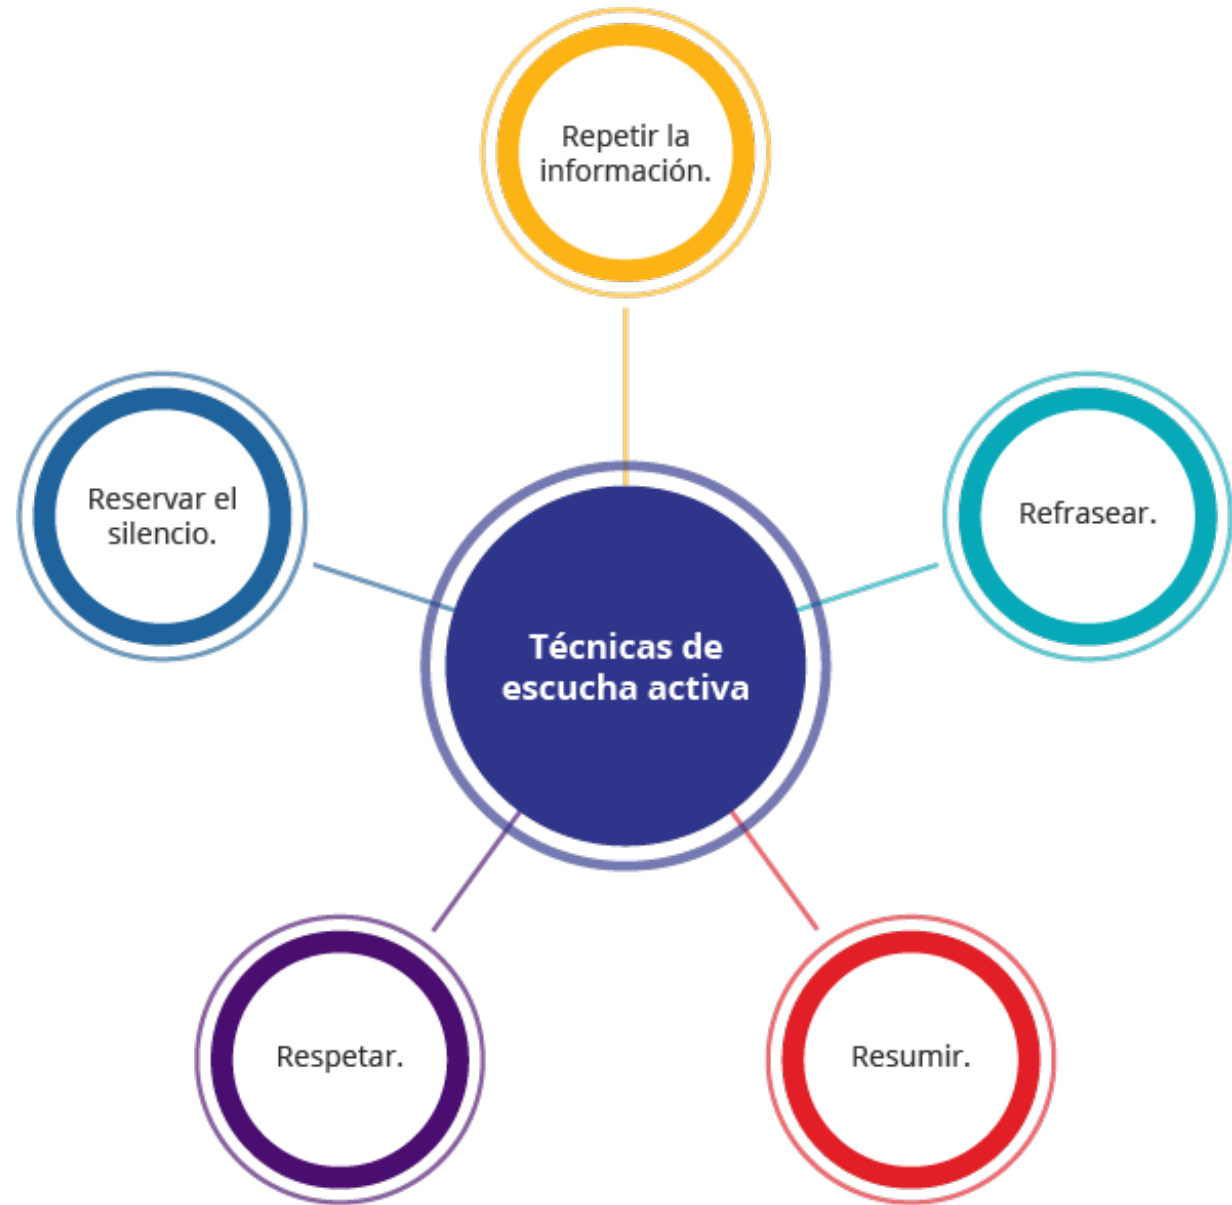 Repetir la
información.
Reservar el
silencio.
Refrasear.
Técnicas de
escucha activa
Respetar.
Resumir.